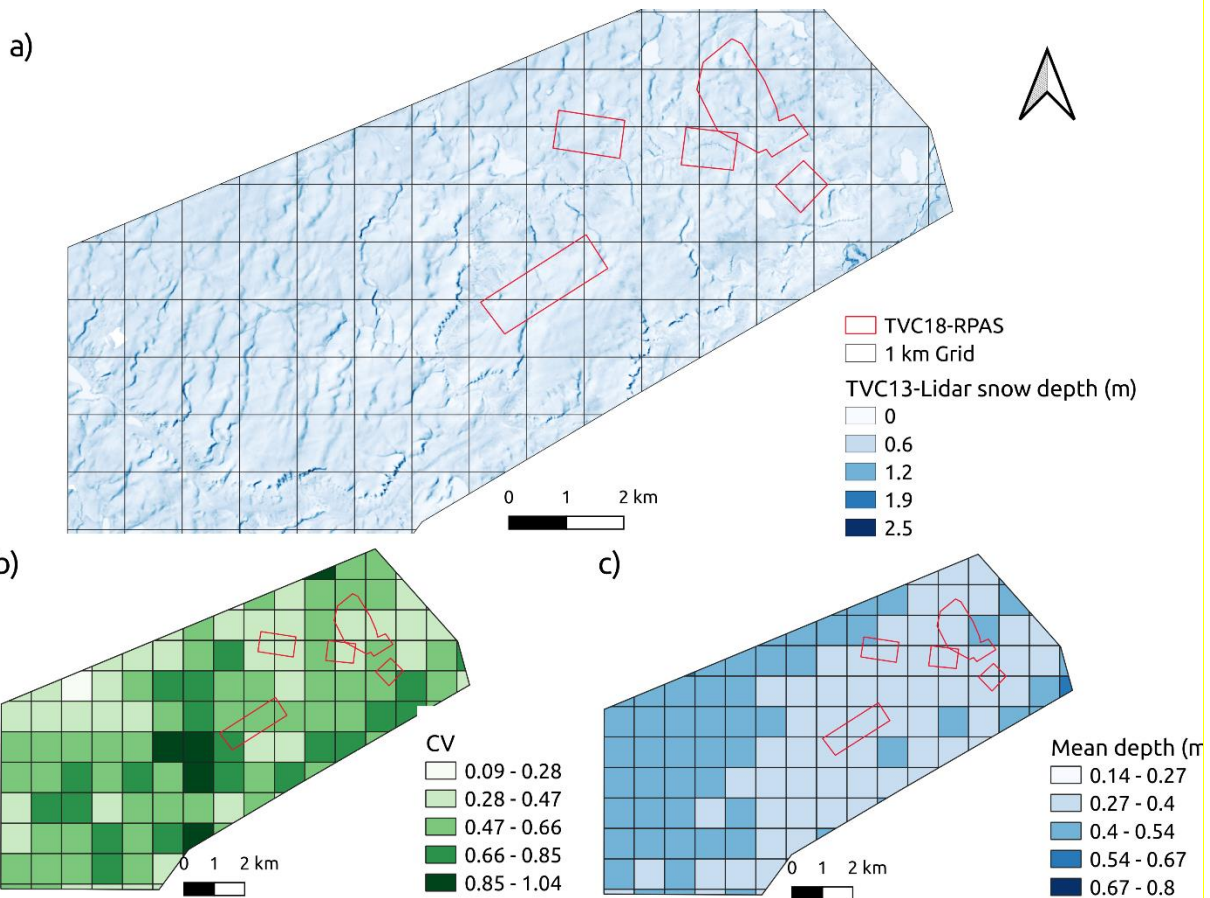 a)
TVC18-RPAS
1 km Grid
TVC13-Lidar snow depth (m)
0
0.6
1.2
1.9
2.5
0 1 2 km
b)
CV
0.09 - 0.28
0.28 - 0.47
0.47 - 0.66
0.66 - 0.85
0.85 - 1.04
0 1 2 km
c)
Mean depth (m
0.14 - 0.27
0.27 - 0.4
0.4 - 0.54
0.54 - 0.67
0.67 - 0.8
0 1 2 km